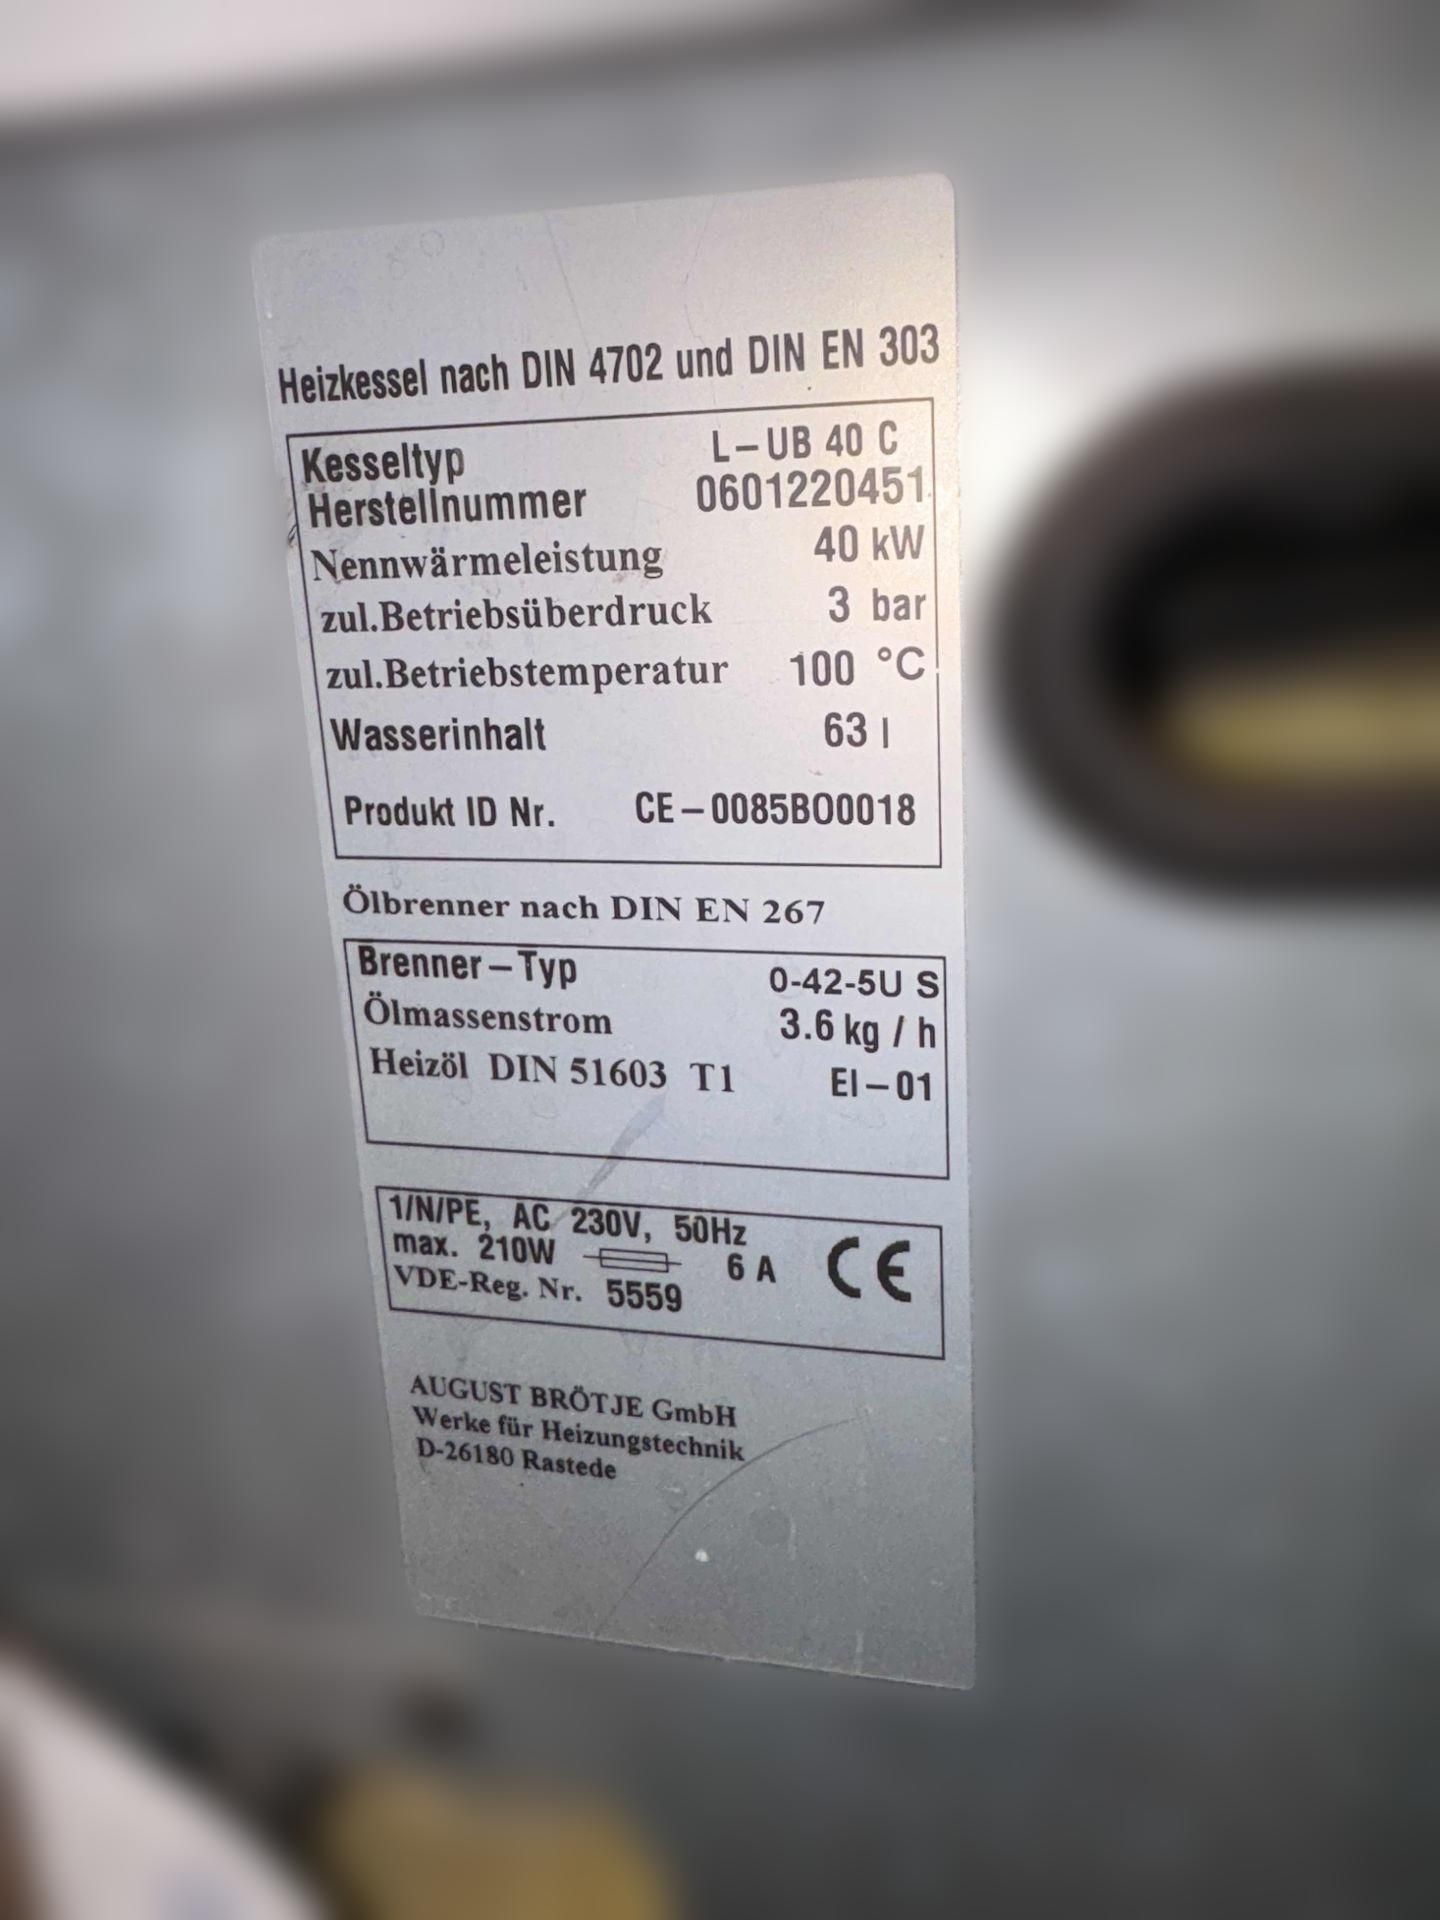 Heizkessel nach DIN 4702 und DIN EN 303
Kesseltyp L-UB 40 C
Herstellnummer 0601220451
Nennwärmeleistung 40 kW
zul.Betriebsüberdruck 3 bar
zul.Betriebstemperatur 100 °C
Wasserinhalt 63 l
Produkt ID Nr. CE-0085BO0018
Ölbrenner nach DIN EN 267
Brenner-Typ 0-42-5U S
Ölmassenstrom 3.6 kg / h
Heizöl DIN 51603 T1 EI-01
1/N/PE, AC 230V, 50Hz
max. 210W 6 A CE
VDE-Reg. Nr. 5559
AUGUST BRÖTJE GmbH
Werke für Heizungstechnik
D-26180 Rastede